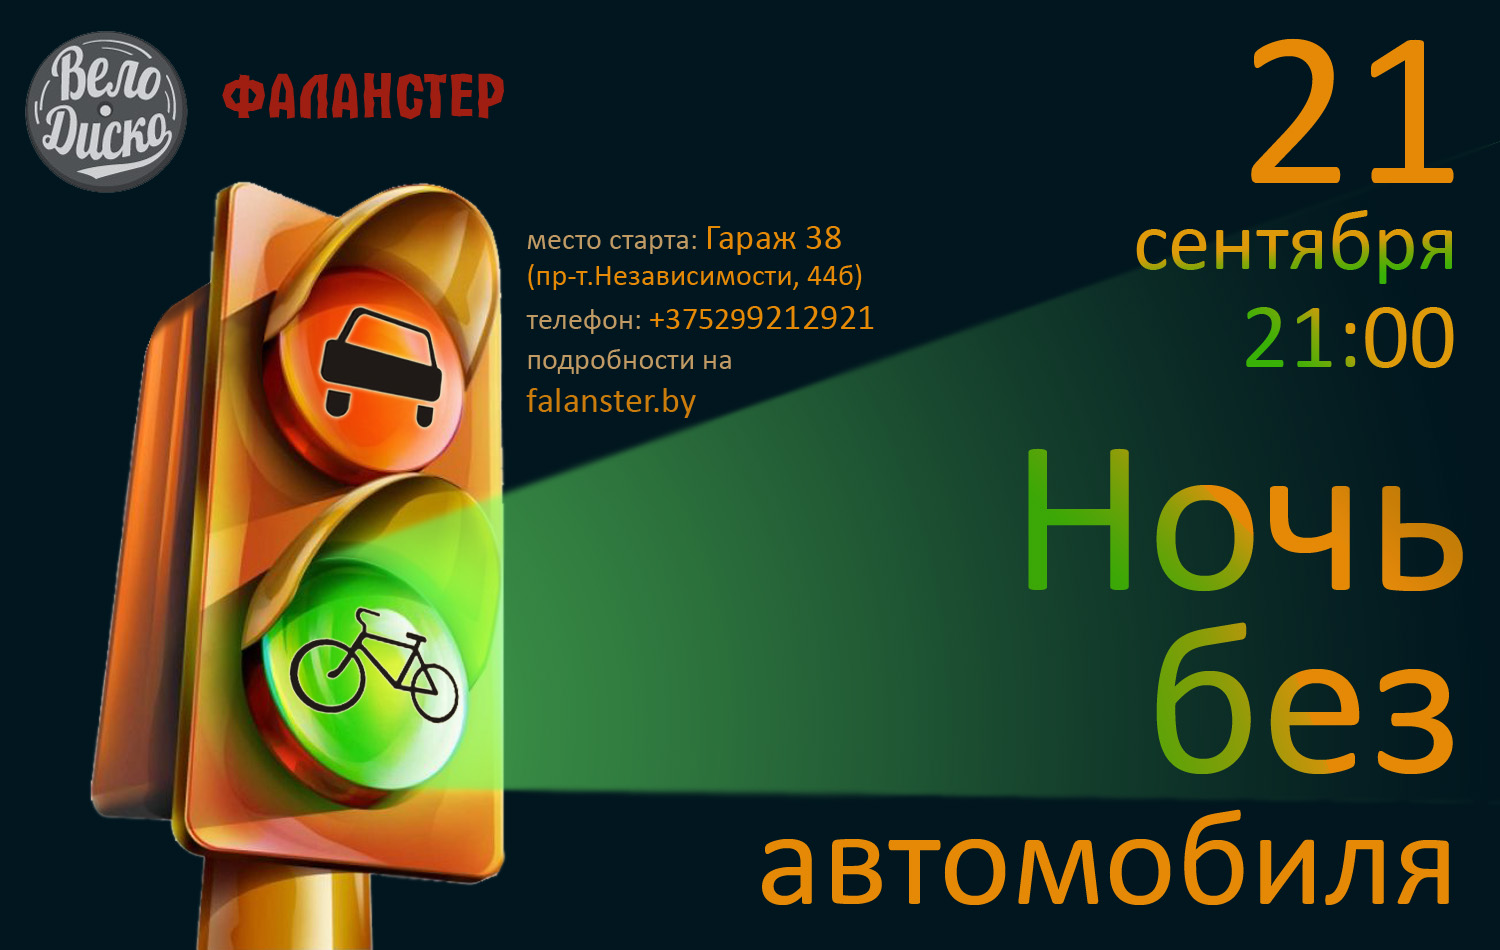 Вело
Диско
ФАЛАНСТЕР
21
сентября
21:00
место старта: Гараж 38
(пр-т.Независимости, 44б)
телефон: +375299212921
подробности на
falanster.by
Ночь
без
автомобиля